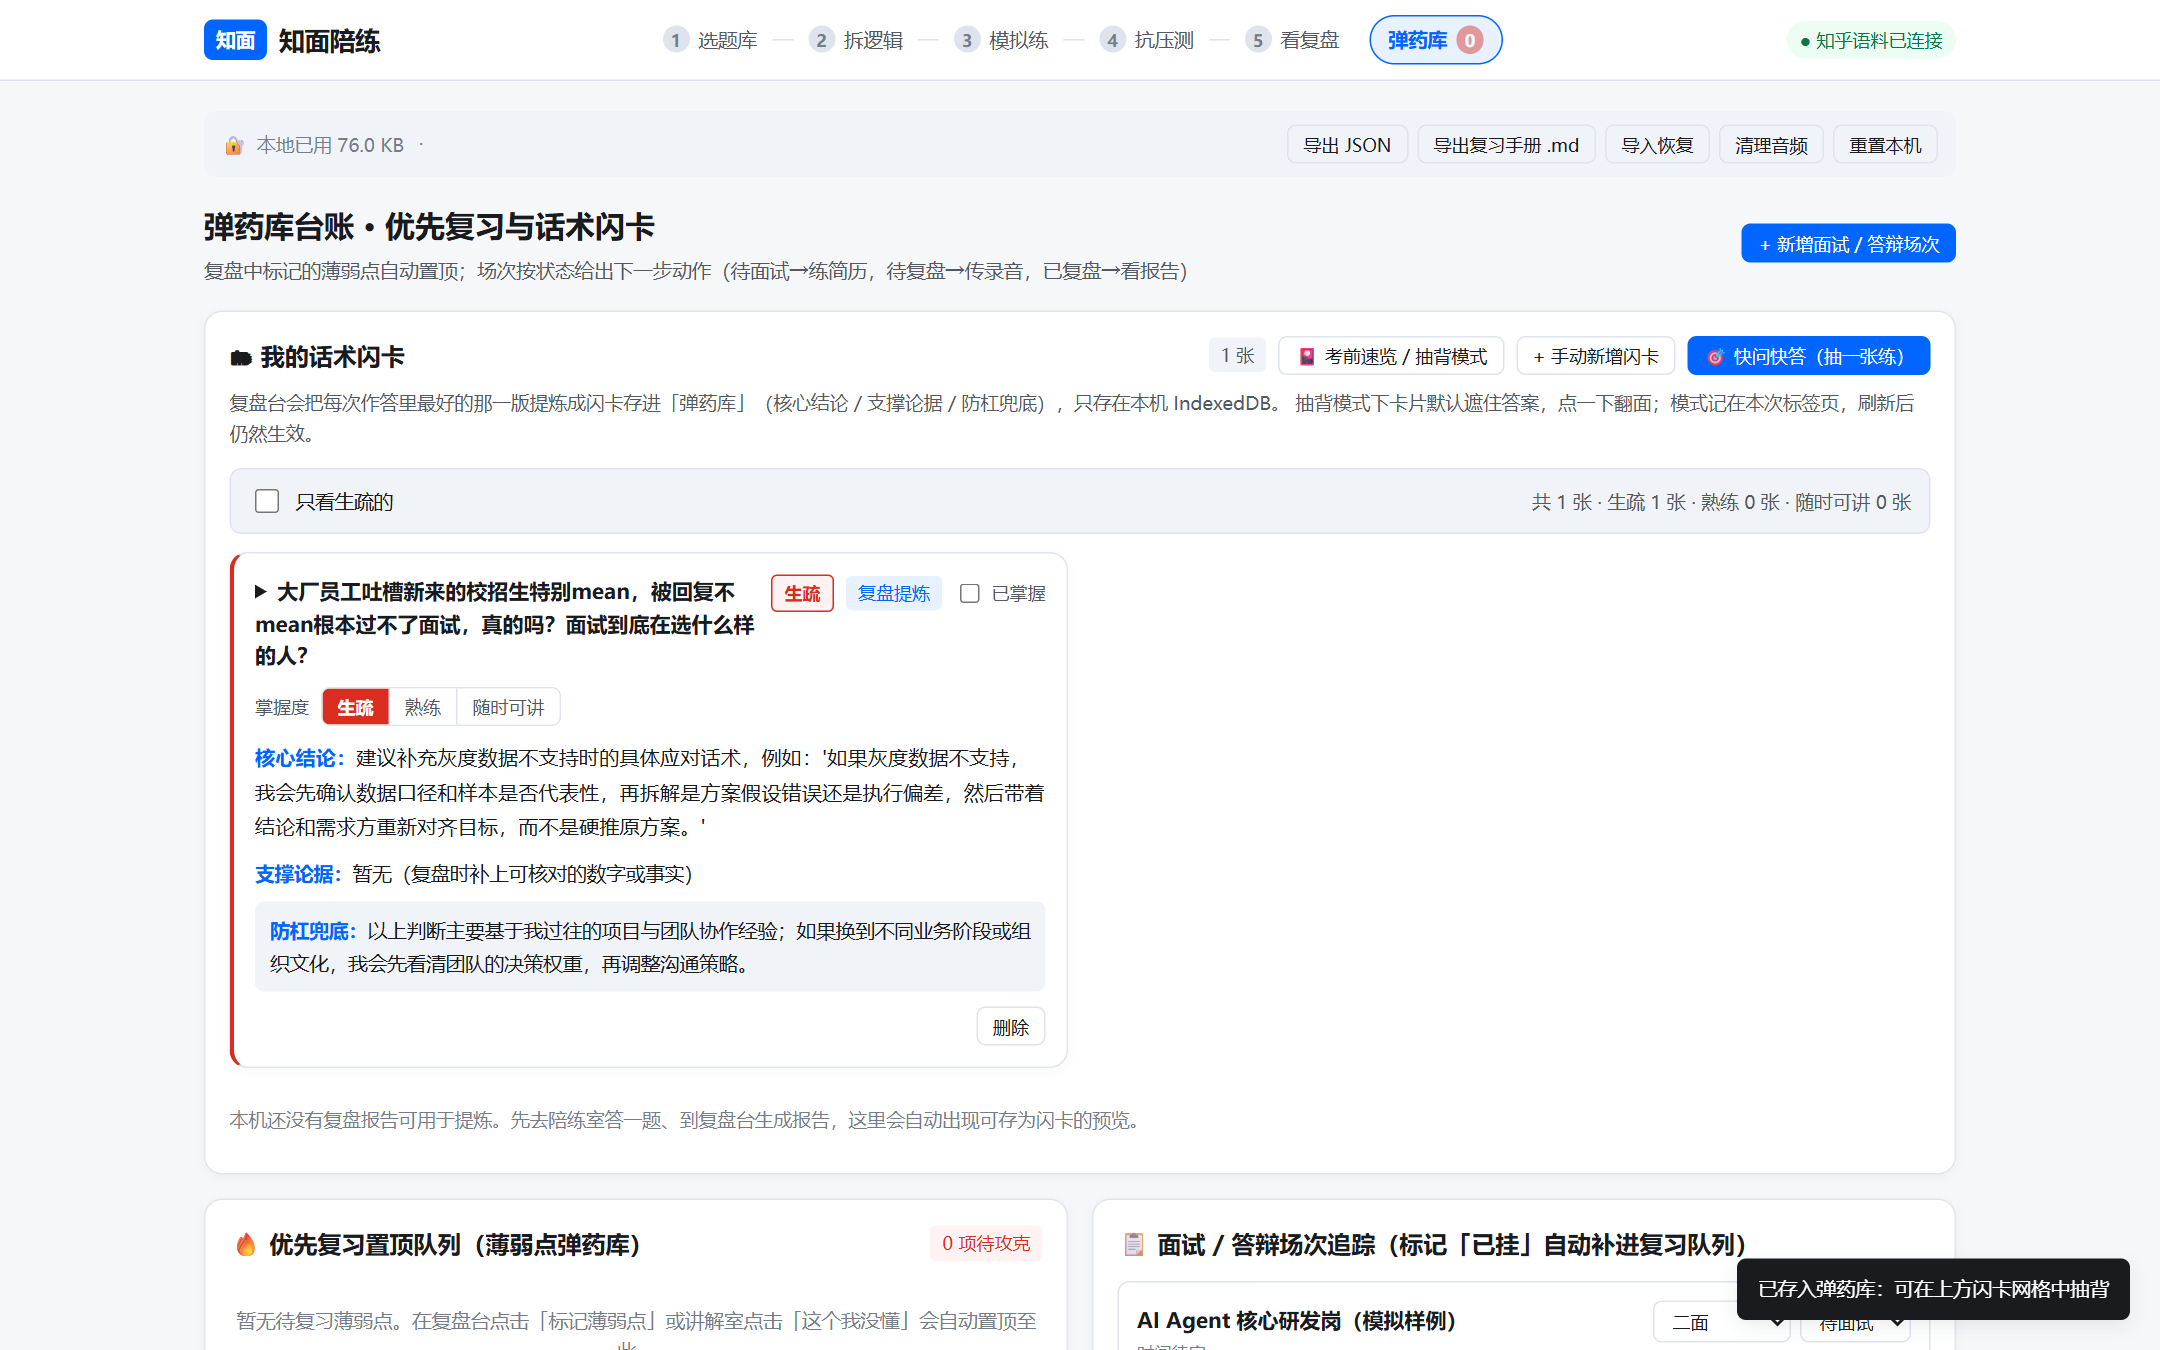 知面 知面陪练
1 选题库 — 2 拆逻辑 — 3 模拟练 — 4 抗压测 — 5 看复盘
弹药库 0
● 知乎语料已连接
本地已用 76.0 KB ·
导出 JSON
导出复习手册 .md
导入恢复
清理音频
重置本机
弹药库台账 · 优先复习与话术闪卡
复盘中标记的薄弱点自动置顶；场次按状态给出下一步动作（待面试→练简历，待复盘→传录音，已复盘→看报告）
+ 新增面试 / 答辩场次
我的话术闪卡
1 张
考前速览 / 抽背模式
+ 手动新增闪卡
快问快答（抽一张练）
复盘台会把每次作答里最好的那一版提炼成闪卡存进「弹药库」（核心结论 / 支撑论据 / 防杠兜底），只存在本机 IndexedDB。 抽背模式下卡片默认遮住答案，点一下翻面；模式记在本次标签页，刷新后
仍然生效。
只看生疏的
共 1 张 · 生疏 1 张 · 熟练 0 张 · 随时可讲 0 张
▶ 大厂员工吐槽新来的校招生特别mean，被回复不
mean根本过不了面试，真的吗？面试到底在选什么样
的人？
生疏
复盘提炼
已掌握
掌握度 生疏 熟练 随时可讲
核心结论：建议补充灰度数据不支持时的具体应对话术，例如：'如果灰度数据不支持，
我会先确认数据口径和样本是否代表性，再拆解是方案假设错误还是执行偏差，然后带着
结论和需求方重新对齐目标，而不是硬推原方案。'
支撑论据：暂无（复盘时补上可核对的数字或事实）
防杠兜底：以上判断主要基于我过往的项目与团队协作经验；如果换到不同业务阶段或组
织文化，我会先看清团队的决策权重，再调整沟通策略。
删除
本机还没有复盘报告可用于提炼。先去陪练室答一题、到复盘台生成报告，这里会自动出现可存为闪卡的预览。
优先复习置顶队列（薄弱点弹药库）
0 项待攻克
暂无待复习薄弱点。在复盘台点击「标记薄弱点」或讲解室点击「这个我没懂」会自动置顶至
面试 / 答辩场次追踪（标记「已挂」自动补进复习队列）
AI Agent 核心研发岗（模拟样例）
二面
待面试
已存入弹药库：可在上方闪卡网格中抽背